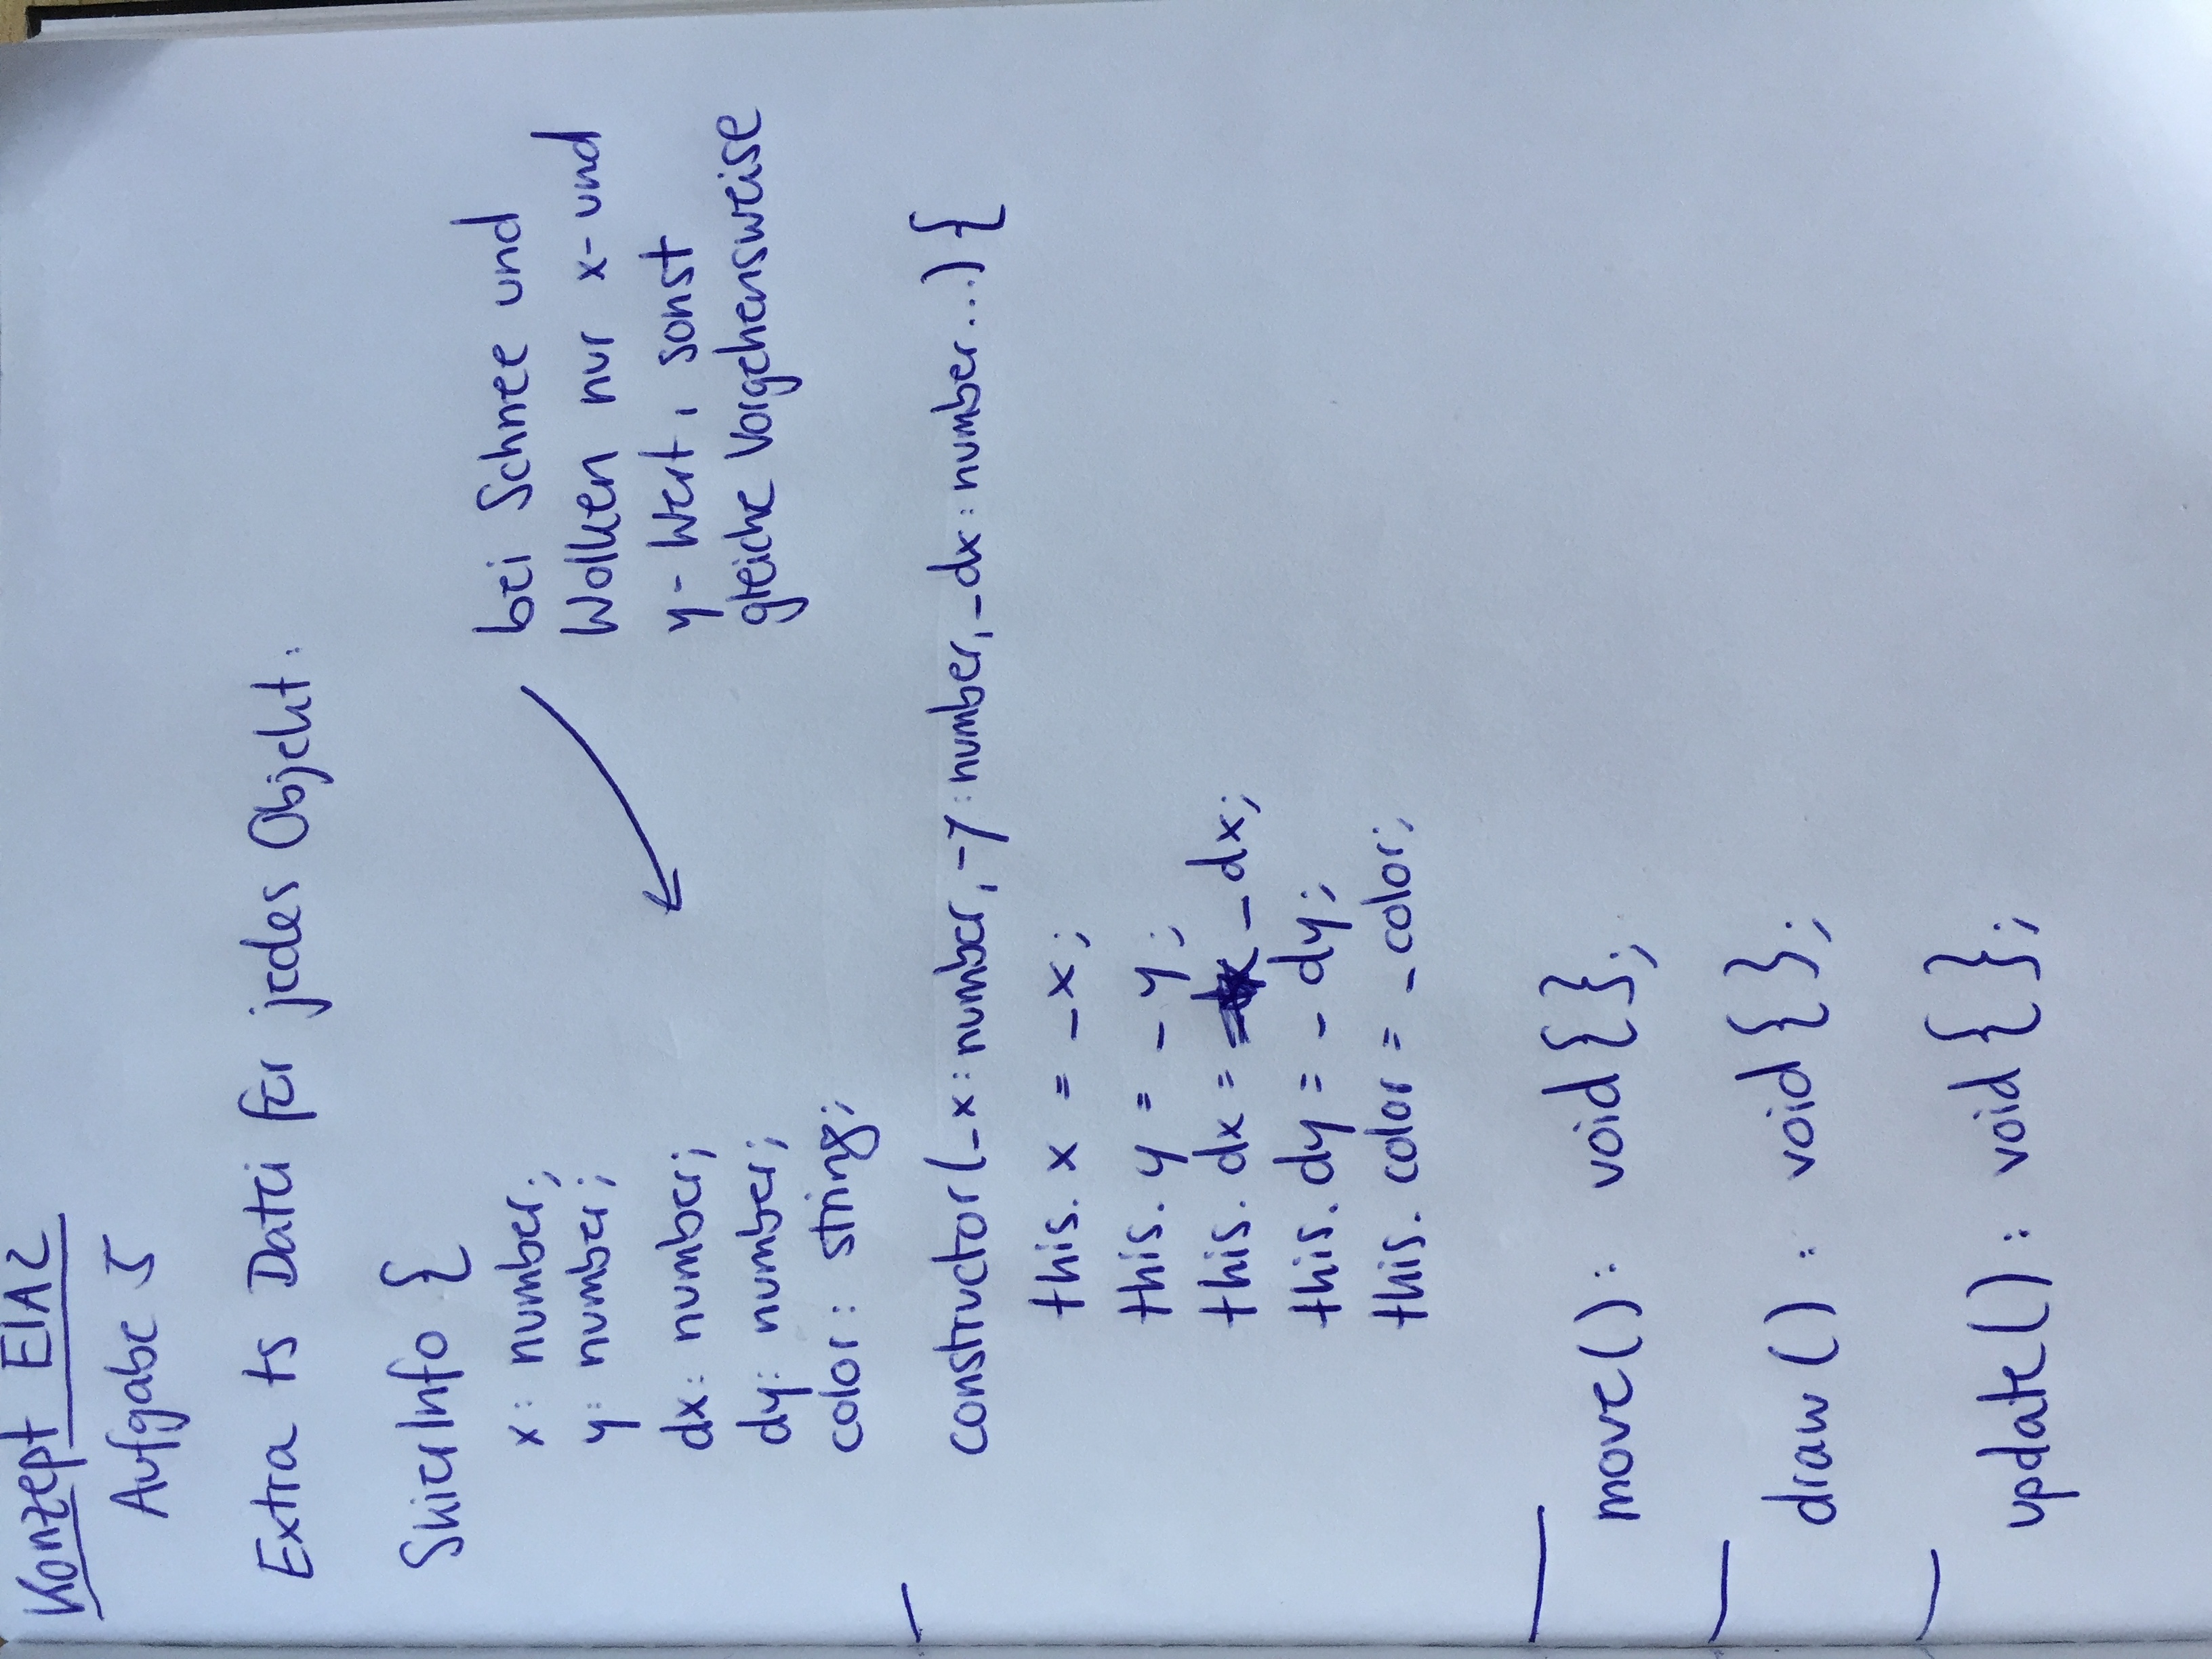 Konzept EIA2
Aufgabe 5
Extra ts Datei für jedes Objekt:
SkierInfo {
x: number;
y: number;
dx: number;
dy: number;
color: string;
bei Schnee und
Wolken nur x- und
y-Wert, sonst
gleiche Vorgehensweise
constructor(_x: number, _y: number, _dx: number...) {
this. x = _x;
this. y = _y;
this. dx = _dx;
this. dy = _dy;
this. color = _color;
move(): void { };
draw(): void { };
update(): void { };